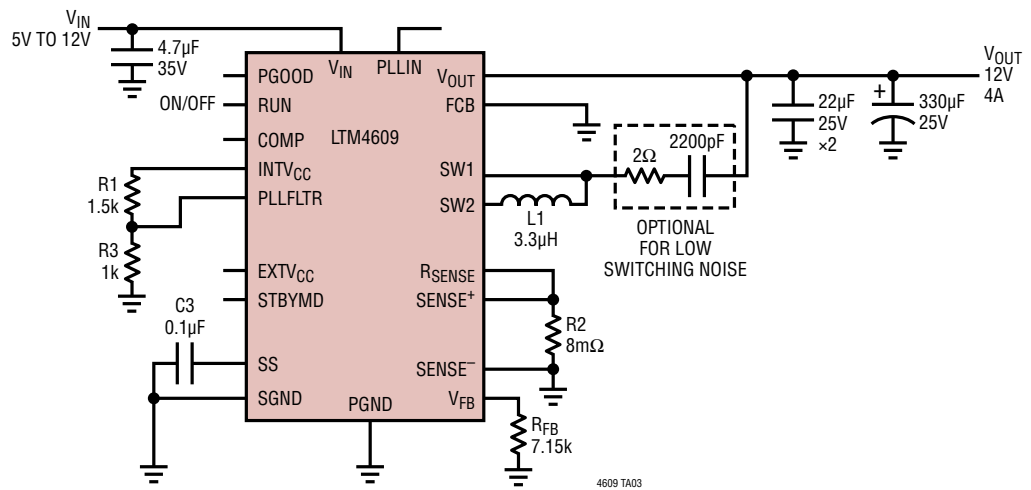 VIN
5V TO 12V
4.7µF
35V
VIN
PLLIN
PGOOD
RUN
ON/OFF
COMP
LTM4609
INTVCC
PLLFLTR
EXTVCC
STBYMD
SS
SGND
PGND
VOUT
FCB
SW1
SW2
RSENSE
SENSE+
SENSE–
VFB
R1
1.5k
R3
1k
C3
0.1µF
L1
3.3µH
2Ω
2200pF
OPTIONAL
FOR LOW
SWITCHING NOISE
R2
8mΩ
RFB
7.15k
22µF
25V
×2
+
330µF
25V
VOUT
12V
4A
4609 TA03